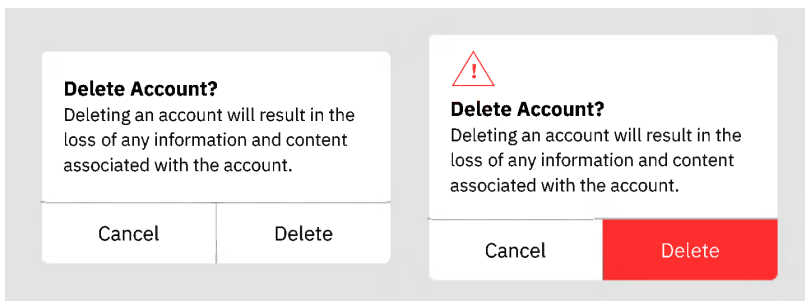 Delete Account?
Deleting an account will result in the
loss of any information and content
associated with the account.
Cancel Delete
!
Delete Account?
Deleting an account will result in the
loss of any information and content
associated with the account.
Cancel Delete